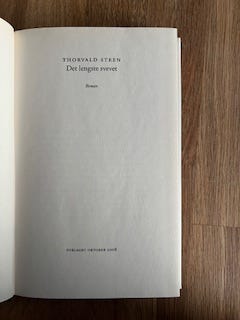 THORVALD STEEN
Det lengste svevet
Roman
FORLAGET OKTOBER 2008